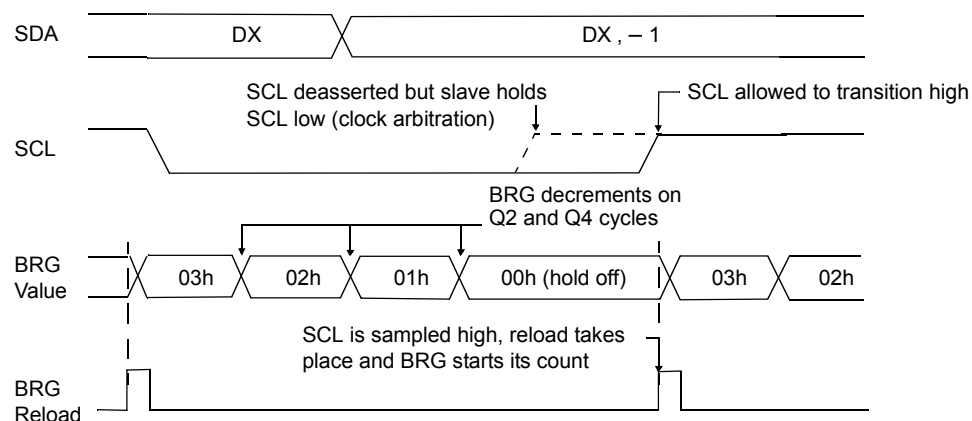 SDA
DX
DX , – 1
SCL deasserted but slave holds
SCL low (clock arbitration)
SCL allowed to transition high
SCL
BRG decrements on
Q2 and Q4 cycles
BRG
Value
03h
02h
01h
00h (hold off)
03h
02h
SCL is sampled high, reload takes
place and BRG starts its count
BRG
Reload